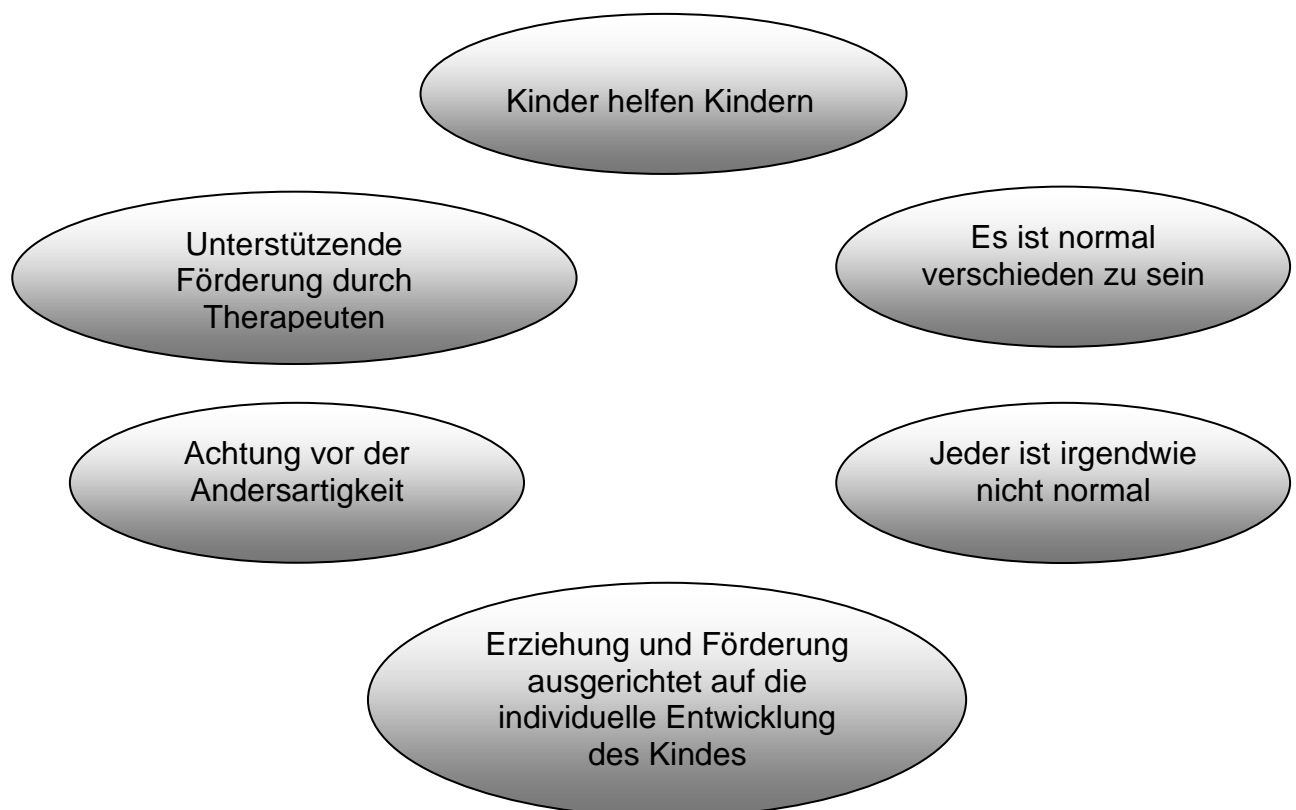 Kinder helfen Kindern
Unterstützende
Förderung durch
Therapeuten
Es ist normal
verschieden zu sein
Achtung vor der
Andersartigkeit
Jeder ist irgendwie
nicht normal
Erziehung und Förderung
ausgerichtet auf die
individuelle Entwicklung
des Kindes